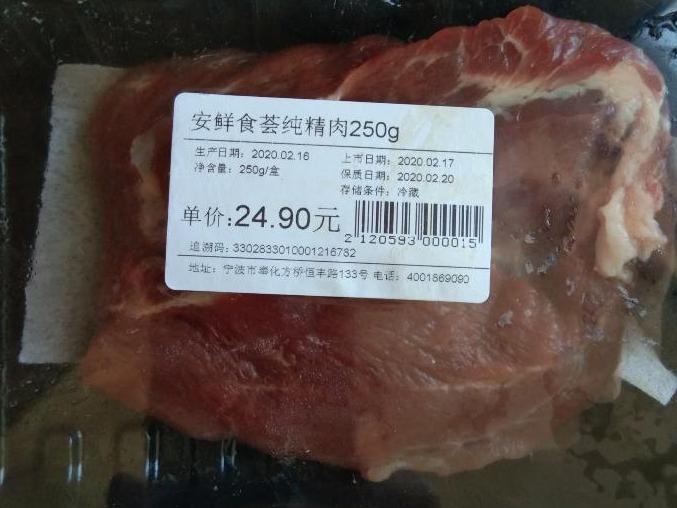 安鲜食荟纯精肉250g
生产日期：2020.02.16 上市日期：2020.02.17
净含量：250g/盒 保质日期：2020.02.20
存储条件：冷藏
单价:24.90元
2 120593 000015
追溯码：3302833010001216782
地址：宁波市奉化方桥恒丰路133号 电话：4001869090